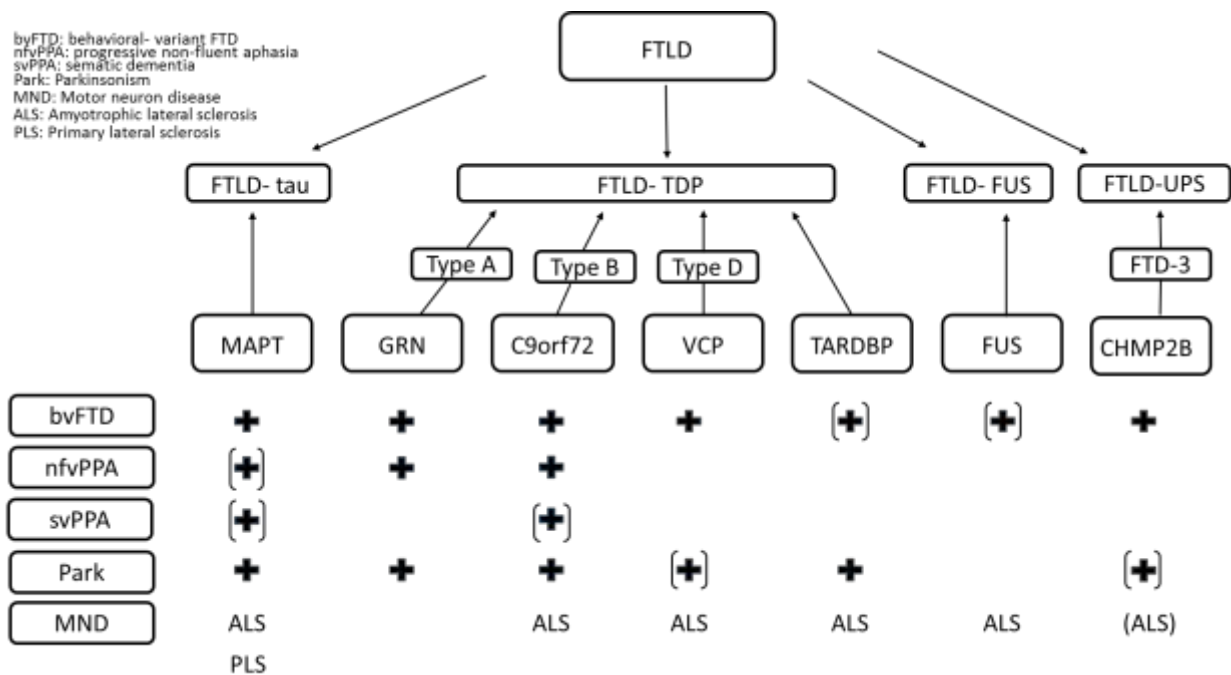 byFTD: behavioral- variant FTD
nfvPPA: progressive non-fluent aphasia
svPPA: sematic dementia
Park: Parkinsonism
MND: Motor neuron disease
ALS: Amyotrophic lateral sclerosis
PLS: Primary lateral sclerosis
FTLD
FTLD- tau FTLD- TDP FTLD- FUS FTLD-UPS
Type A Type B Type D FTD-3
MAPT GRN C9orf72 VCP TARDBP FUS CHMP2B
bvFTD + + + + (+) (+) +
nfvPPA (+) + +
svPPA (+) (+)
Park + + + (+) + (+)
MND ALS ALS ALS ALS ALS (ALS)
PLS